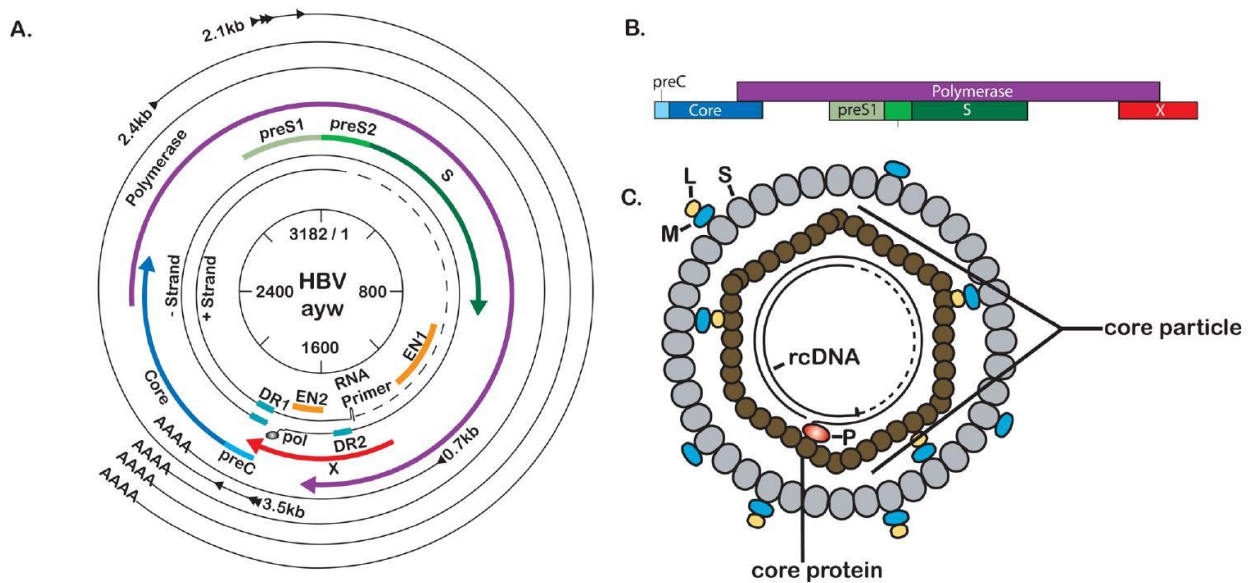 A.
2.1kb
2.4kb
Polymerase
preS1
preS2
S
- Strand
+ Strand
3182 / 1
HBV
ayw
2400
800
1600
EN1
RNA
Primer
EN2
DR1
DR2
pol
Core
preC
X
0.7kb
3.5kb
AAAA
AAAA
AAAA
AAAA
B.
preC
Polymerase
Core
preS1
S
X
C.
L
S
M
rcDNA
P
core particle
core protein